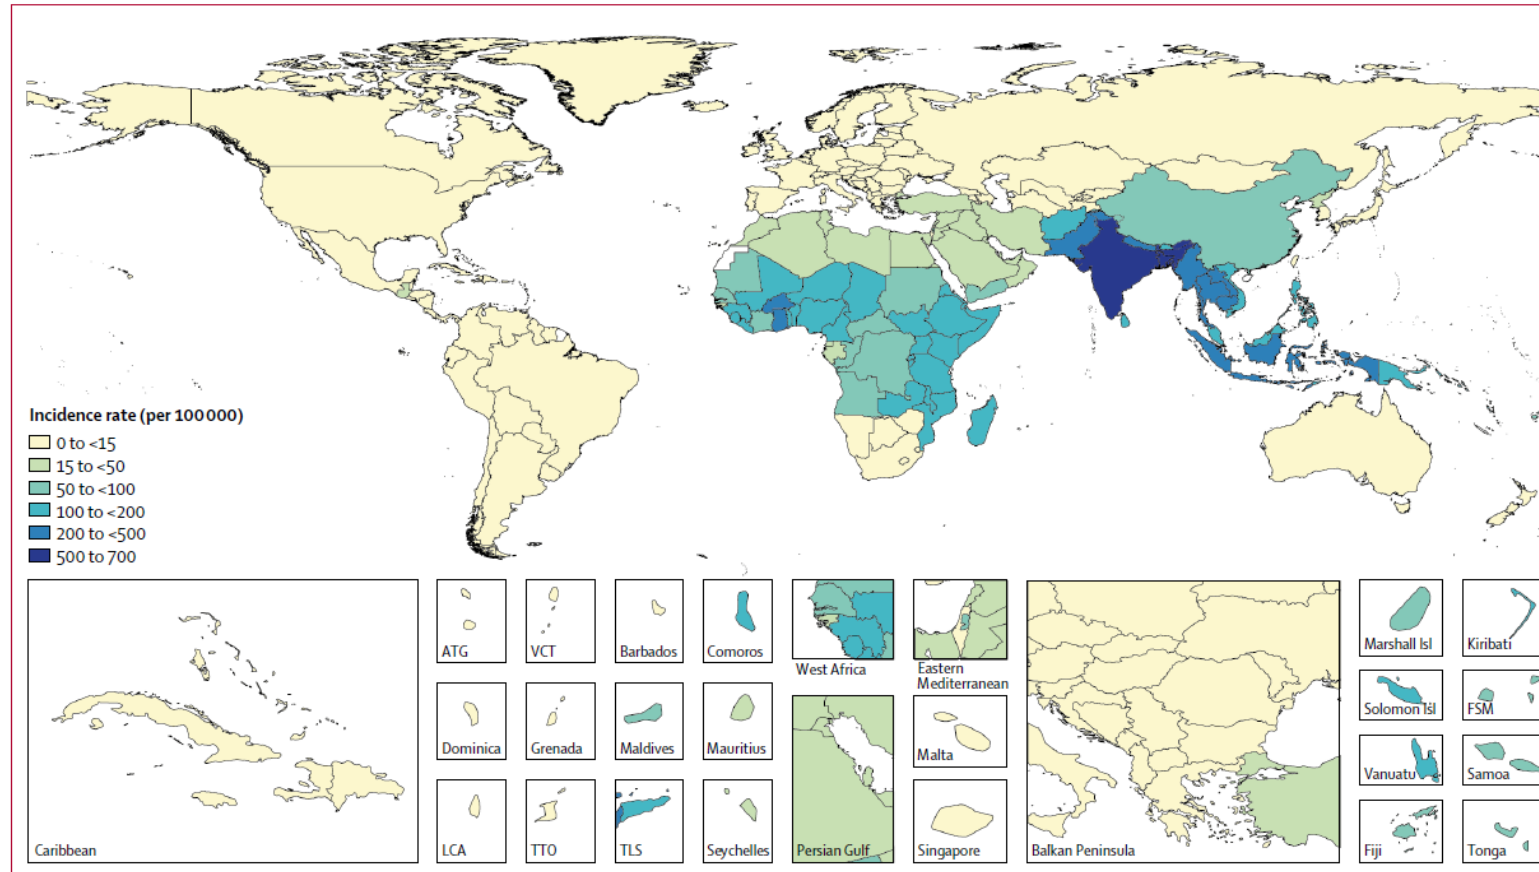 Incidence rate (per 100 000)
0 to <15
15 to <50
50 to <100
100 to <200
200 to <500
500 to 700
Caribbean
ATG
VCT
Barbados
Comoros
West Africa
Eastern
Mediterranean
Marshall Isl
Kiribati
Dominica
Grenada
Maldives
Mauritius
Malta
Solomon Isl
FSM
Vanuatu
Samoa
LCA
TTO
TLS
Seychelles
Persian Gulf
Singapore
Balkan Peninsula
Fiji
Tonga